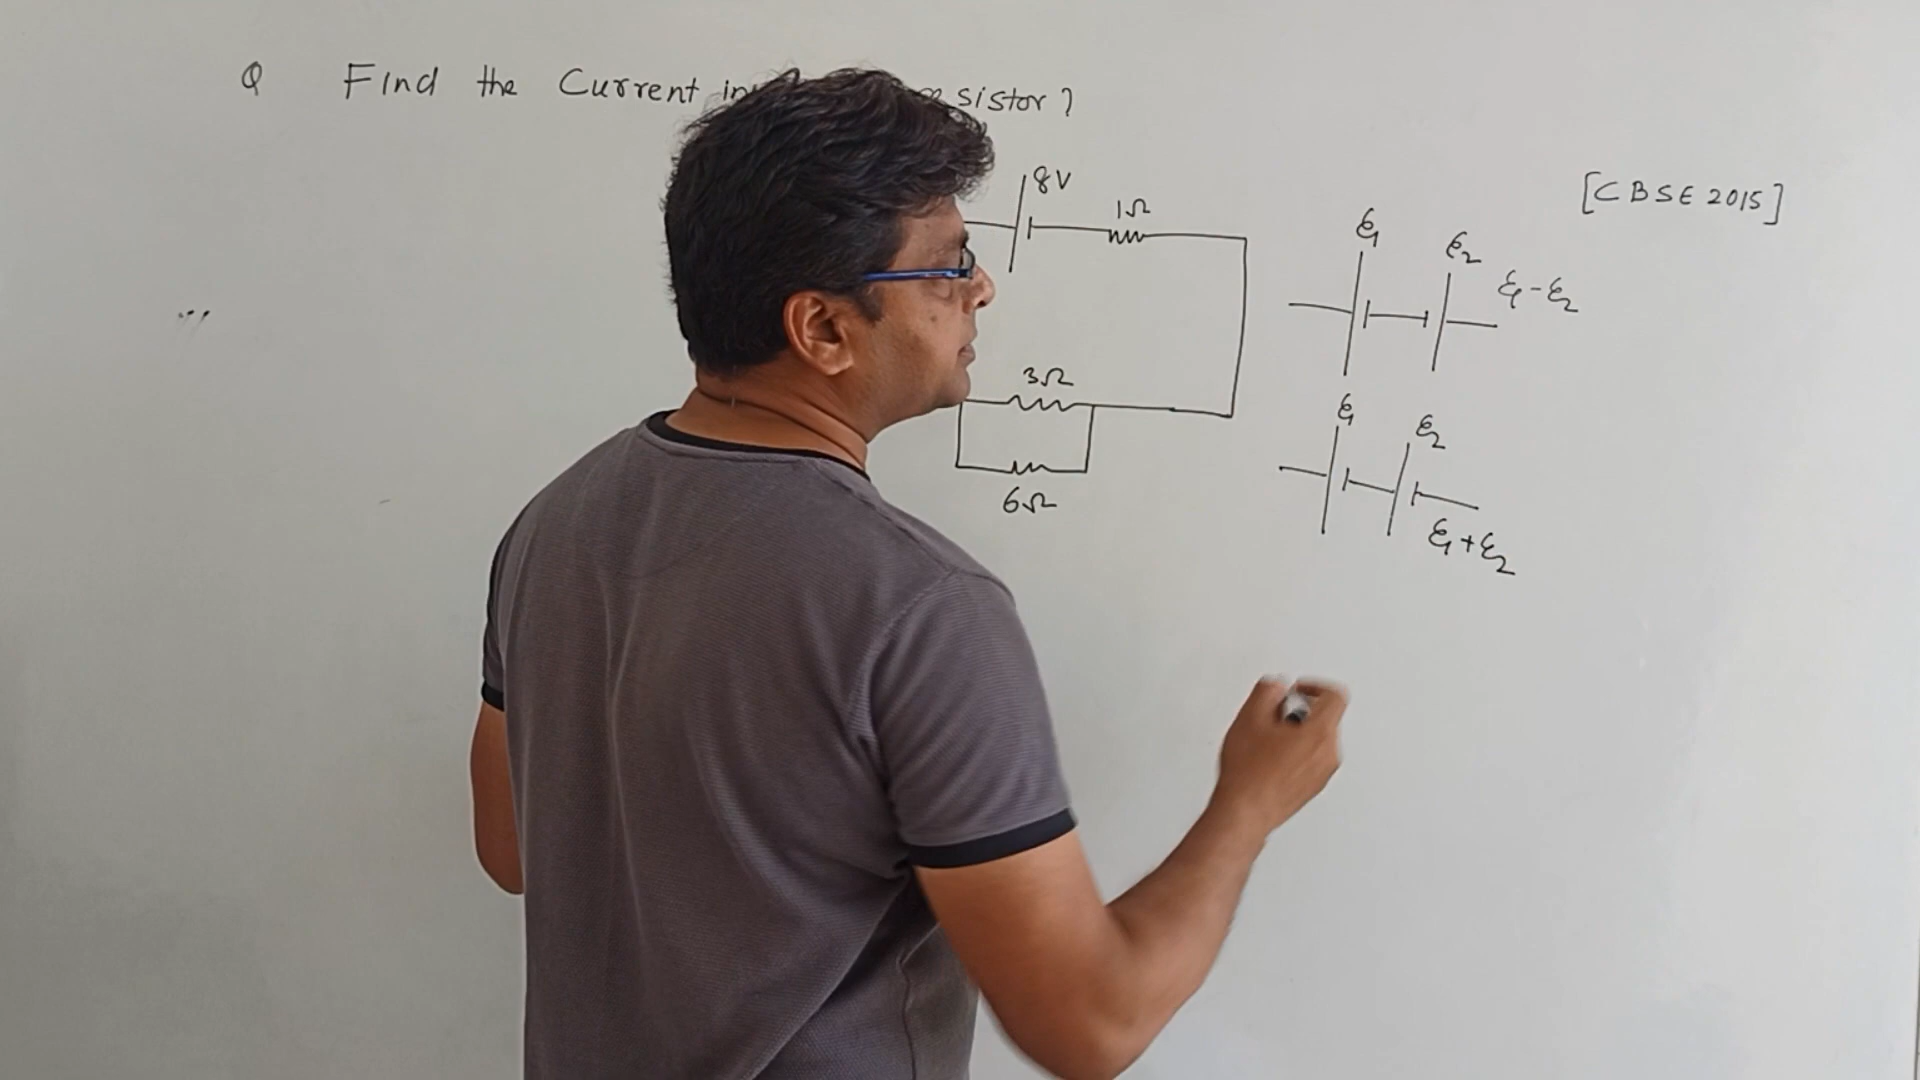 Q Find the Current in sistor ?
8V
1Ω
[CBSE 2015]
ε1
ε2
ε1-ε2
3Ω
6Ω
ε1
ε2
ε1+ε2